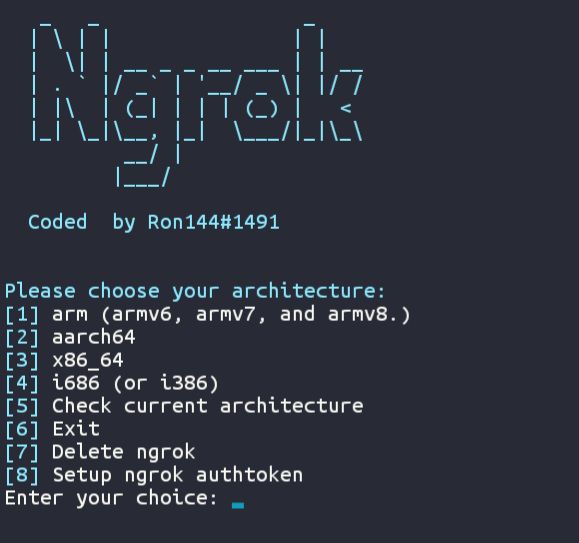 Ngrok
Coded  by Ron144#1491
Please choose your architecture:
[1] arm (armv6, armv7, and armv8.)
[2] aarch64
[3] x86_64
[4] i686 (or i386)
[5] Check current architecture
[6] Exit
[7] Delete ngrok
[8] Setup ngrok authtoken
Enter your choice: